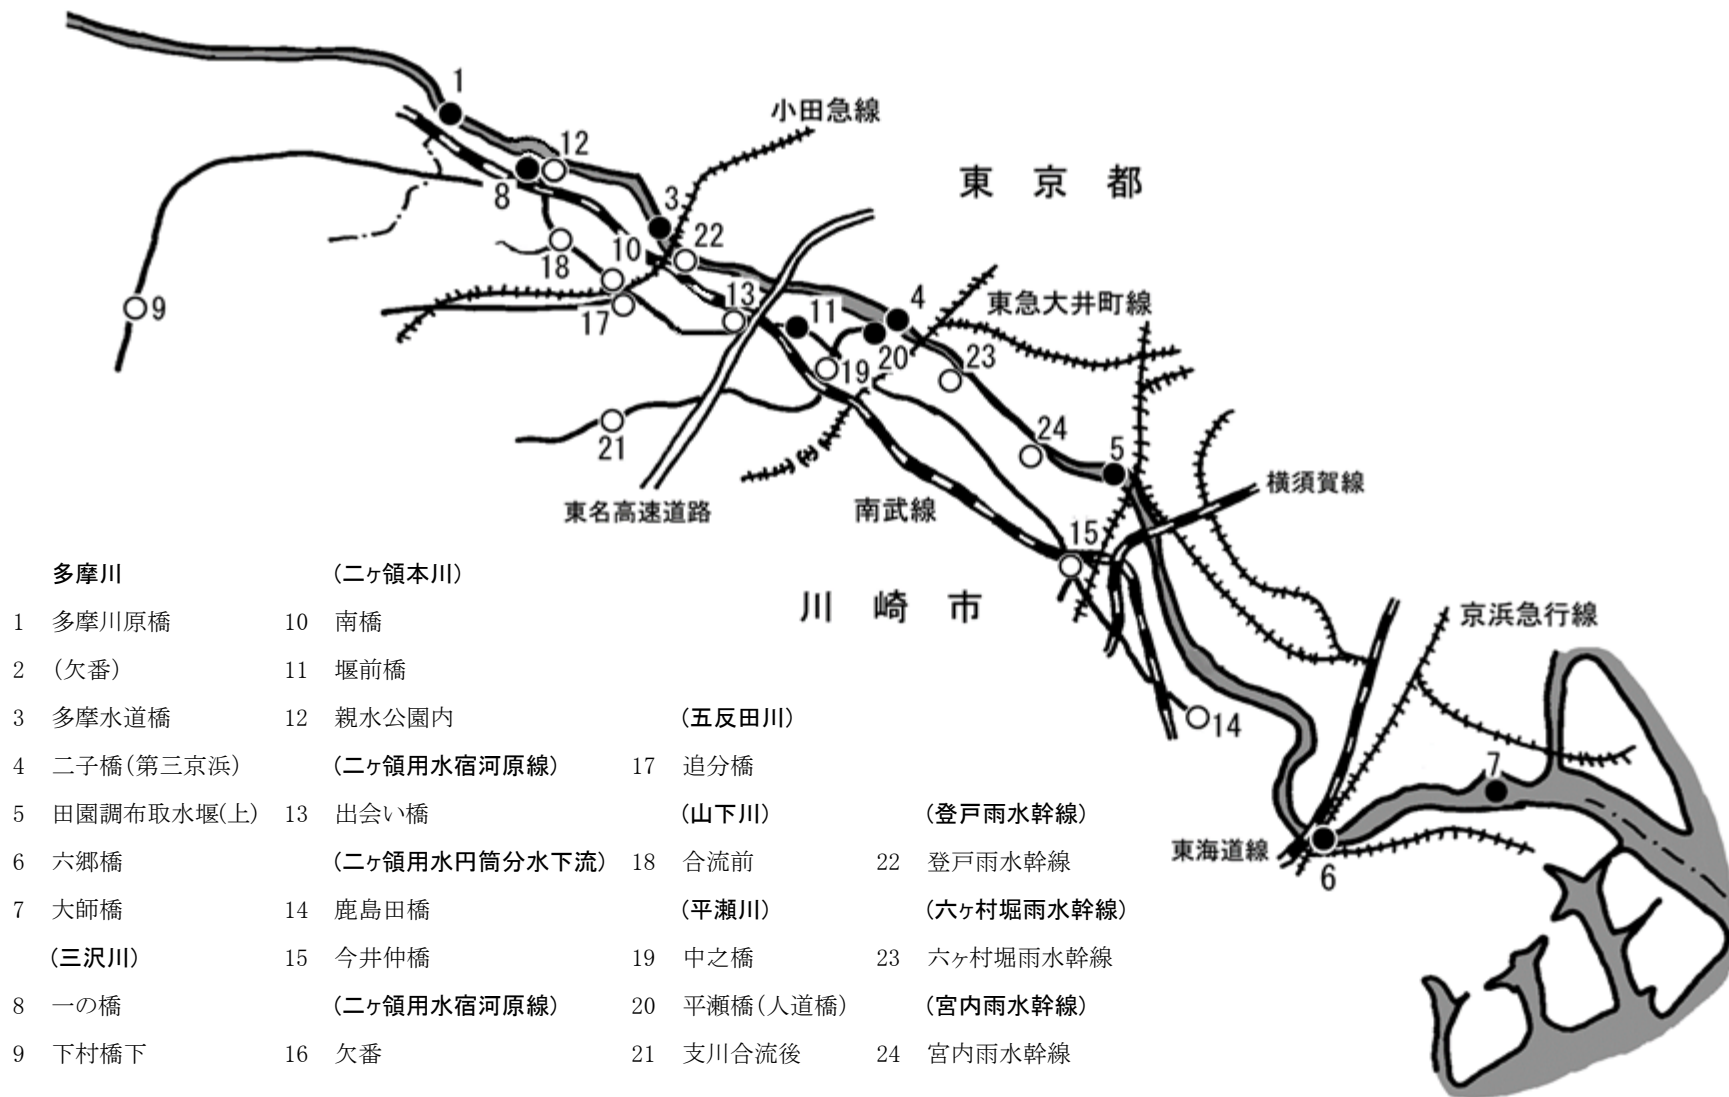 1
小田急線
12
東 京 都
8
3
10
22
18
9
13
17
11
4
東急大井町線
20
23
19
21
24
5
東名高速道路
南武線
横須賀線
15
川 崎 市
京浜急行線
14
7
東海道線
6
多摩川 (二ヶ領本川)
1 多摩川原橋 10 南橋
2 (欠番) 11 堰前橋
3 多摩水道橋 12 親水公園内 (五反田川)
4 二子橋(第三京浜) (二ヶ領用水宿河原線) 17 追分橋
5 田園調布取水堰(上) 13 出会い橋 (山下川) (登戸雨水幹線)
6 六郷橋 (二ヶ領用水円筒分水下流) 18 合流前 22 登戸雨水幹線
7 大師橋 14 鹿島田橋 (平瀬川) (六ヶ村堀雨水幹線)
(三沢川) 15 今井仲橋 19 中之橋 23 六ヶ村堀雨水幹線
8 一の橋 (二ヶ領用水宿河原線) 20 平瀬橋(人道橋) (宮内雨水幹線)
9 下村橋下 16 欠番 21 支川合流後 24 宮内雨水幹線